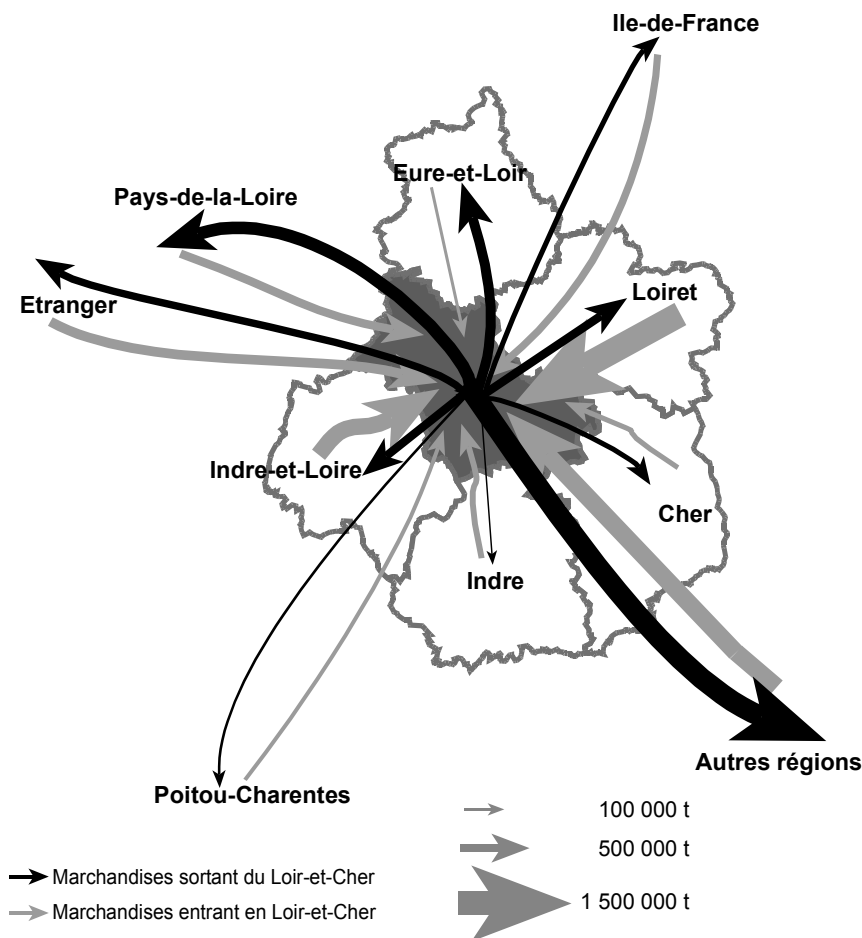 Ile-de-France
Eure-et-Loir
Pays-de-la-Loire
Etranger
Loiret
Indre-et-Loire
Cher
Indre
Autres régions
Poitou-Charentes
100 000 t
500 000 t
1 500 000 t
Marchandises sortant du Loir-et-Cher
Marchandises entrant en Loir-et-Cher